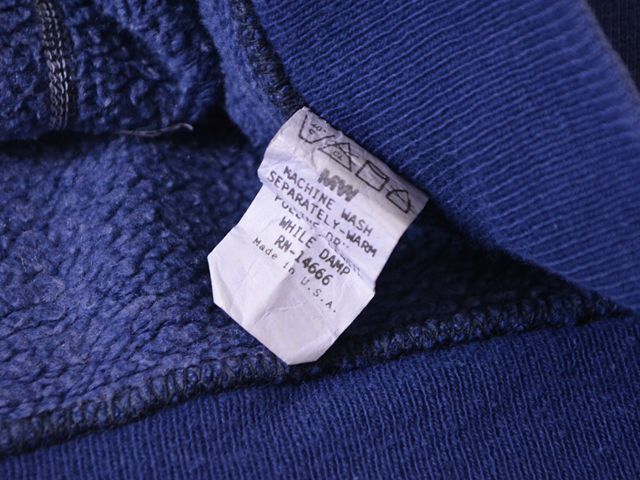 MW
MACHINE WASH
SEPARATELY-WARM
WHILE DAMP
RN-14666
Made in U.S.A.